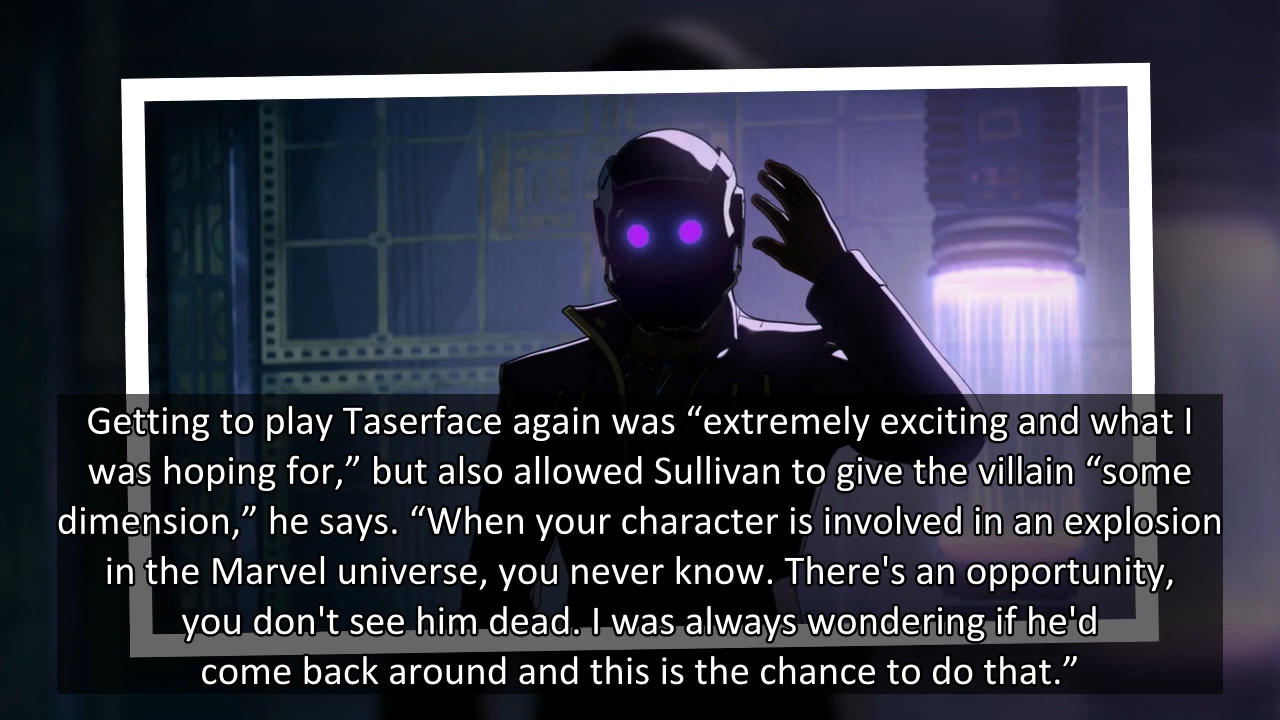 Getting to play Taserface again was “extremely exciting and what I
was hoping for,” but also allowed Sullivan to give the villain “some
dimension,” he says. “When your character is involved in an explosion
in the Marvel universe, you never know. There's an opportunity,
you don't see him dead. I was always wondering if he'd
come back around and this is the chance to do that.”